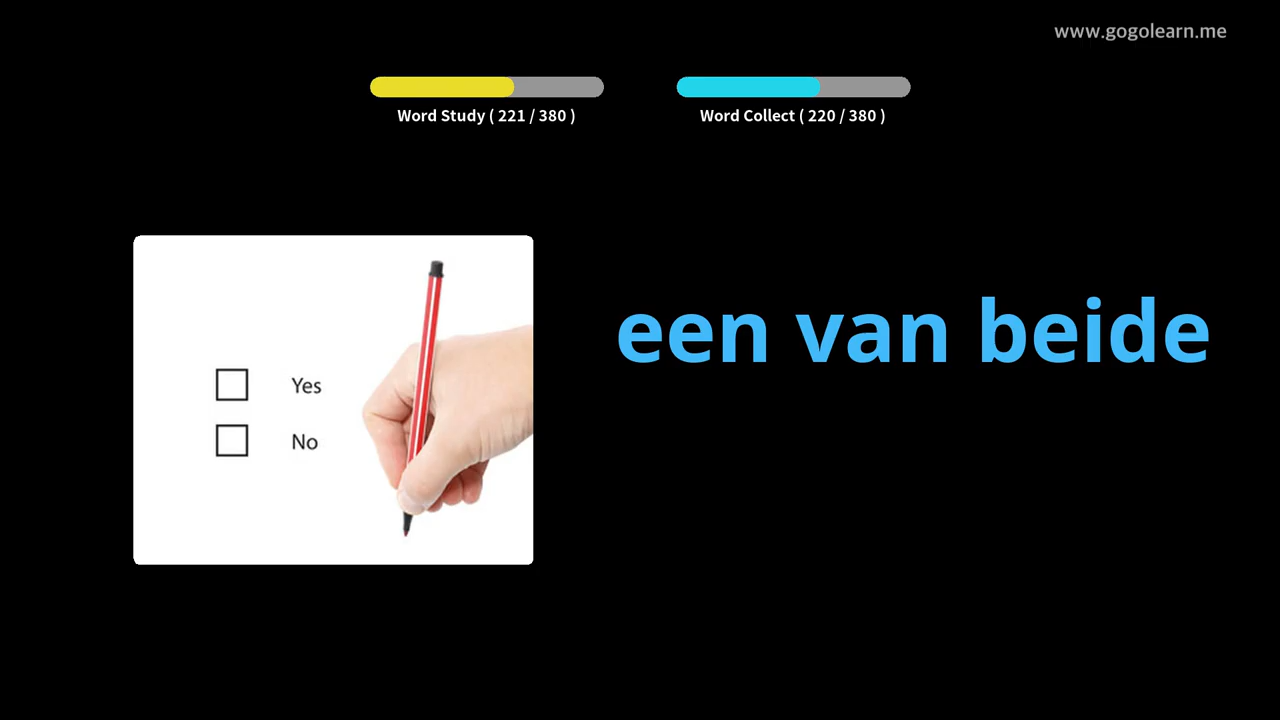 www.gogolearn.me
Word Study ( 221 / 380 )
Word Collect ( 220 / 380 )
een van beide
Yes
No